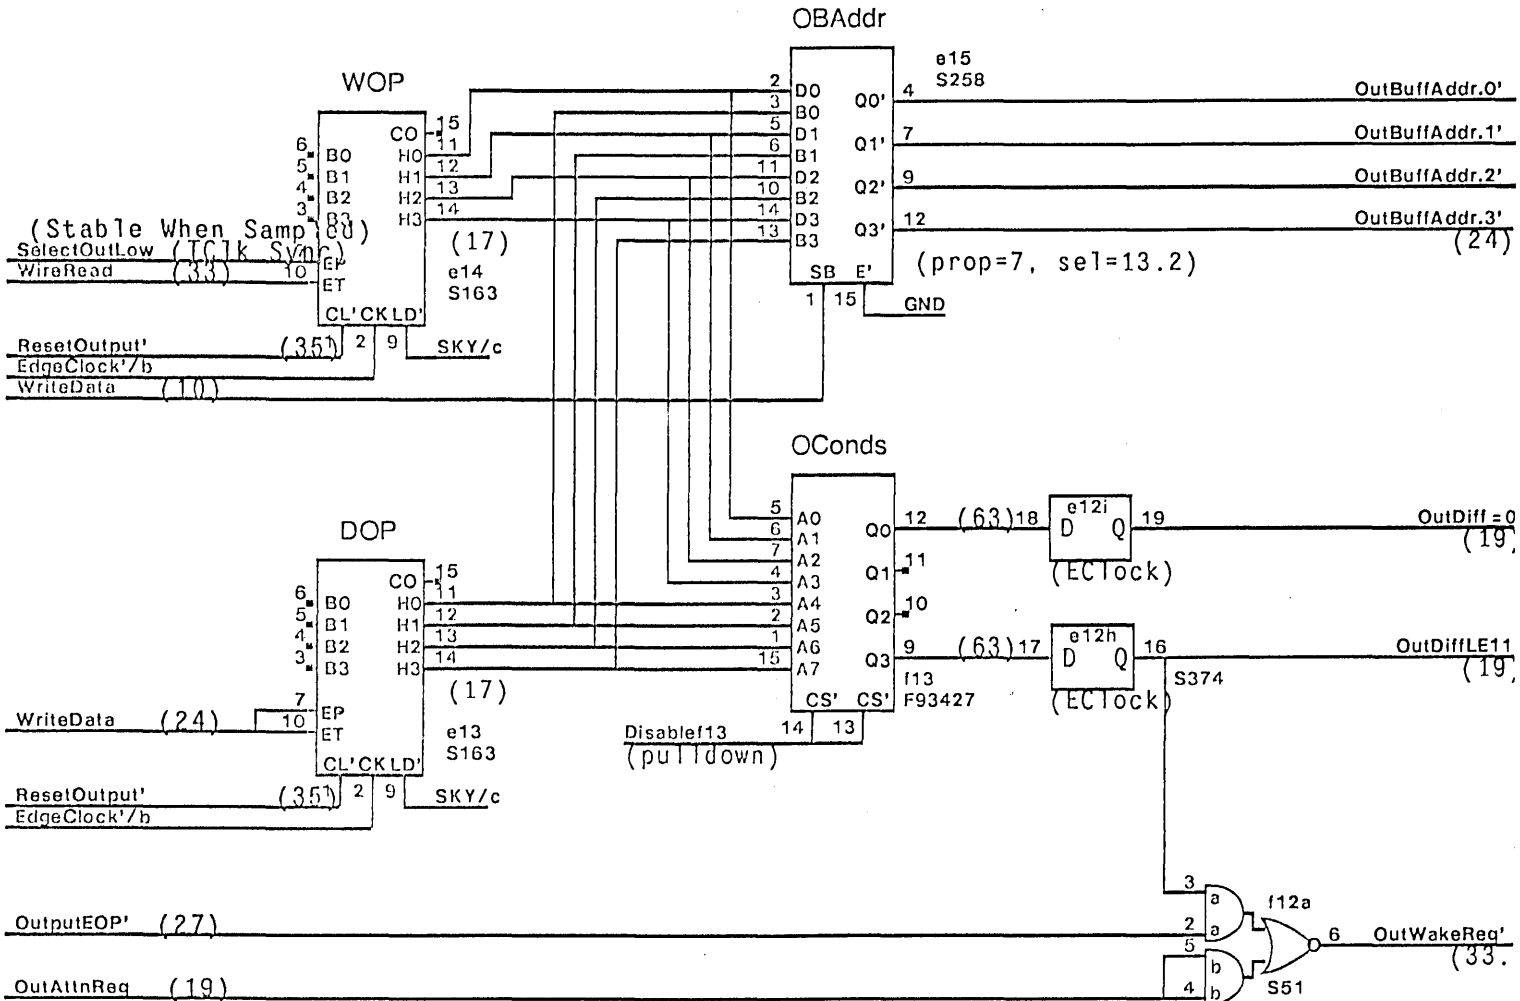 OBAddr
WOP
e15
S258
2 D0
3 B0
5 D1
6 B1
11 D2
10 B2
14 D3
13 B3
Q0' 4 OutBuffAddr.0'
Q1' 7 OutBuffAddr.1'
Q2' 9 OutBuffAddr.2'
Q3' 12 OutBuffAddr.3'
(24)
SB E'
1 15 GND
(prop=7, sel=13.2)
CO 15
6 B0 H0 11
5 B1 H1 12
4 B2 H2 13
3 B3 H3 14
(17)
(Stable When Sampled)
SelectOutLow (TClk Sync)
EP
WireRead (33) 10 ET
e14
S163
CL' CK LD'
ResetOutput' (35) 1 2 9 SKY/c
EdgeClock'/b
WriteData (10)
OConds
DOP
5 A0
6 A1
7 A2
4 A3
3 A4
2 A5
1 A6
15 A7
Q0 12 (63) 18 e12i D Q 19 OutDiff=0
(19,
(EClock)
Q1 11
Q2 10
Q3 9 (63) 17 e12h D Q 16 OutDiffLE11
(19,
S374
(EClock)
f13
F93427
CS' CS'
14 13
Disablef13
(pulldown)
CO 15
6 B0 H0 11
5 B1 H1 12
4 B2 H2 13
3 B3 H3 14
(17)
7 EP
WriteData (24) 10 ET
e13
S163
CL' CK LD'
ResetOutput' (35) 1 2 9 SKY/c
EdgeClock'/b
3 a
f12a
OutputEOP' (27) 2 a
6 OutWakeReq'
(33.
5 b
OutAttnReq (19) 4 b
S51